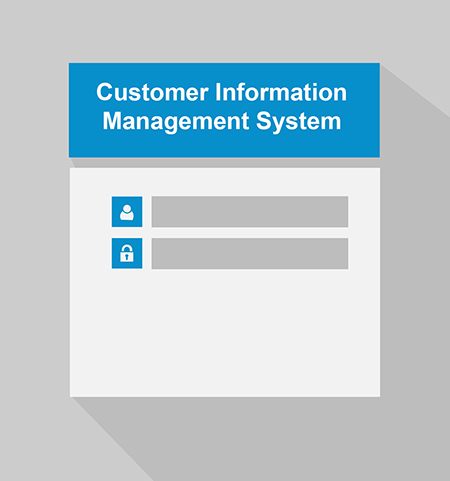 Customer Information
Management System